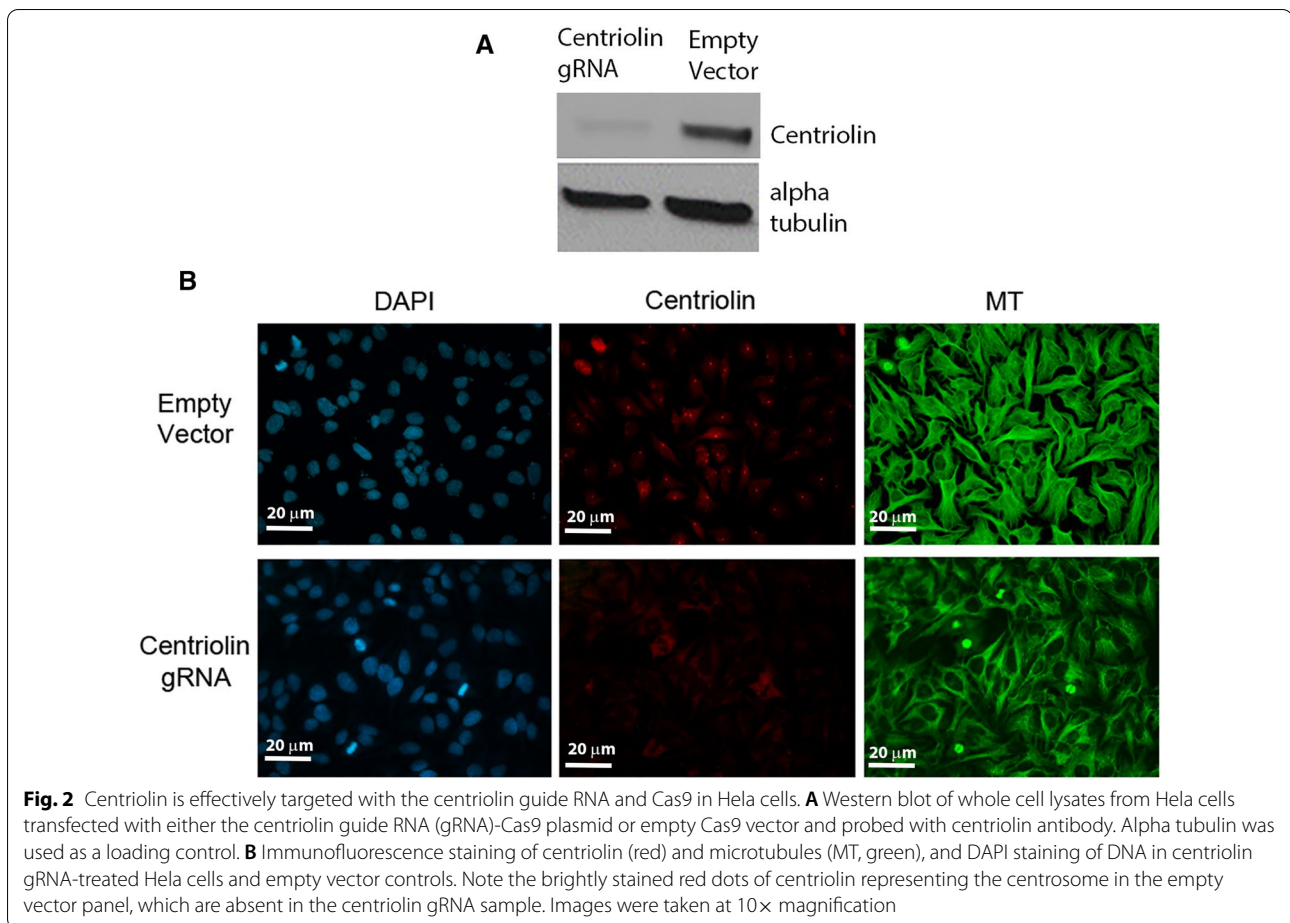 A
Centriolin
gRNA
Empty
Vector
Centriolin
alpha
tubulin
B
DAPI
Centriolin
MT
Empty
Vector
20 μm
20 μm
20 μm
Centriolin
gRNA
20 μm
20 μm
20 μm
Fig. 2 Centriolin is effectively targeted with the centriolin guide RNA and Cas9 in Hela cells. A Western blot of whole cell lysates from Hela cells
transfected with either the centriolin guide RNA (gRNA)-Cas9 plasmid or empty Cas9 vector and probed with centriolin antibody. Alpha tubulin was
used as a loading control. B Immunofluorescence staining of centriolin (red) and microtubules (MT, green), and DAPI staining of DNA in centriolin
gRNA-treated Hela cells and empty vector controls. Note the brightly stained red dots of centriolin representing the centrosome in the empty
vector panel, which are absent in the centriolin gRNA sample. Images were taken at 10× magnification